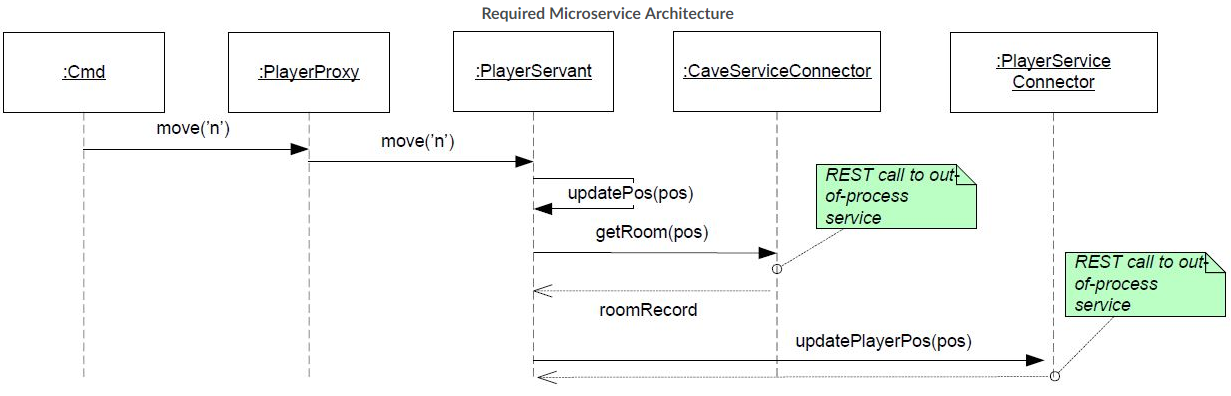 Required Microservice Architecture
:Cmd
:PlayerProxy
:PlayerServant
:CaveServiceConnector
:PlayerService
Connector
move('n')
move('n')
updatePos(pos)
getRoom(pos)
REST call to out-
of-process
service
roomRecord
REST call to out-
of-process
service
updatePlayerPos(pos)